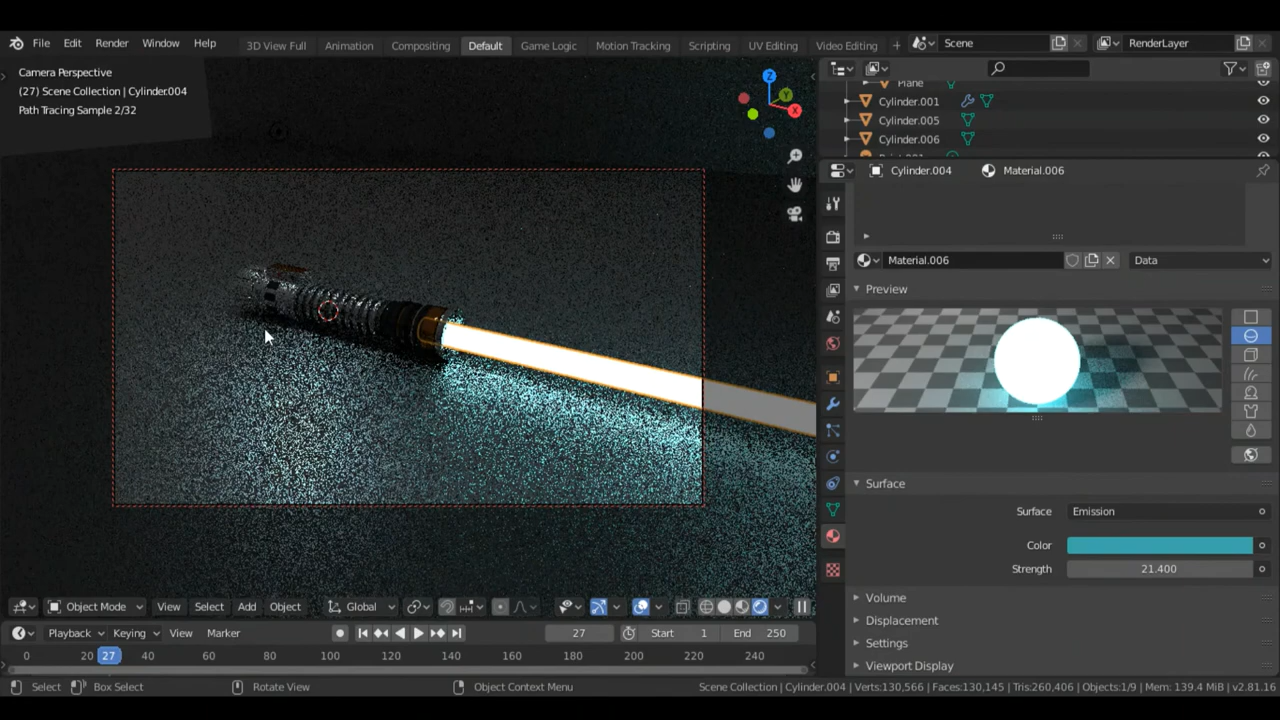 File Edit Render Window Help 3D View Full Animation Compositing Default Game Logic Motion Tracking Scripting UV Editing Video Editing + Scene RenderLayer
Camera Perspective
(27) Scene Collection | Cylinder.004
Path Tracing Sample 2/32
Z
Y
X
Plane
Cylinder.001
Cylinder.005
Cylinder.006
Cylinder.004 Material.006
Material.006 Data
Preview
Surface
Surface Emission
Color
Strength 21.400
Volume
Displacement
Settings
Viewport Display
Object Mode View Select Add Object Global
Playback Keying View Marker 27 Start 1 End 250
0 20 27 40 60 80 100 120 140 160 180 200 220 240
Select Box Select Rotate View Object Context Menu Scene Collection | Cylinder.004 | Verts:130,566 | Faces:130,145 | Tris:260,406 | Objects:1/9 | Mem: 139.4 MiB | v2.81.16